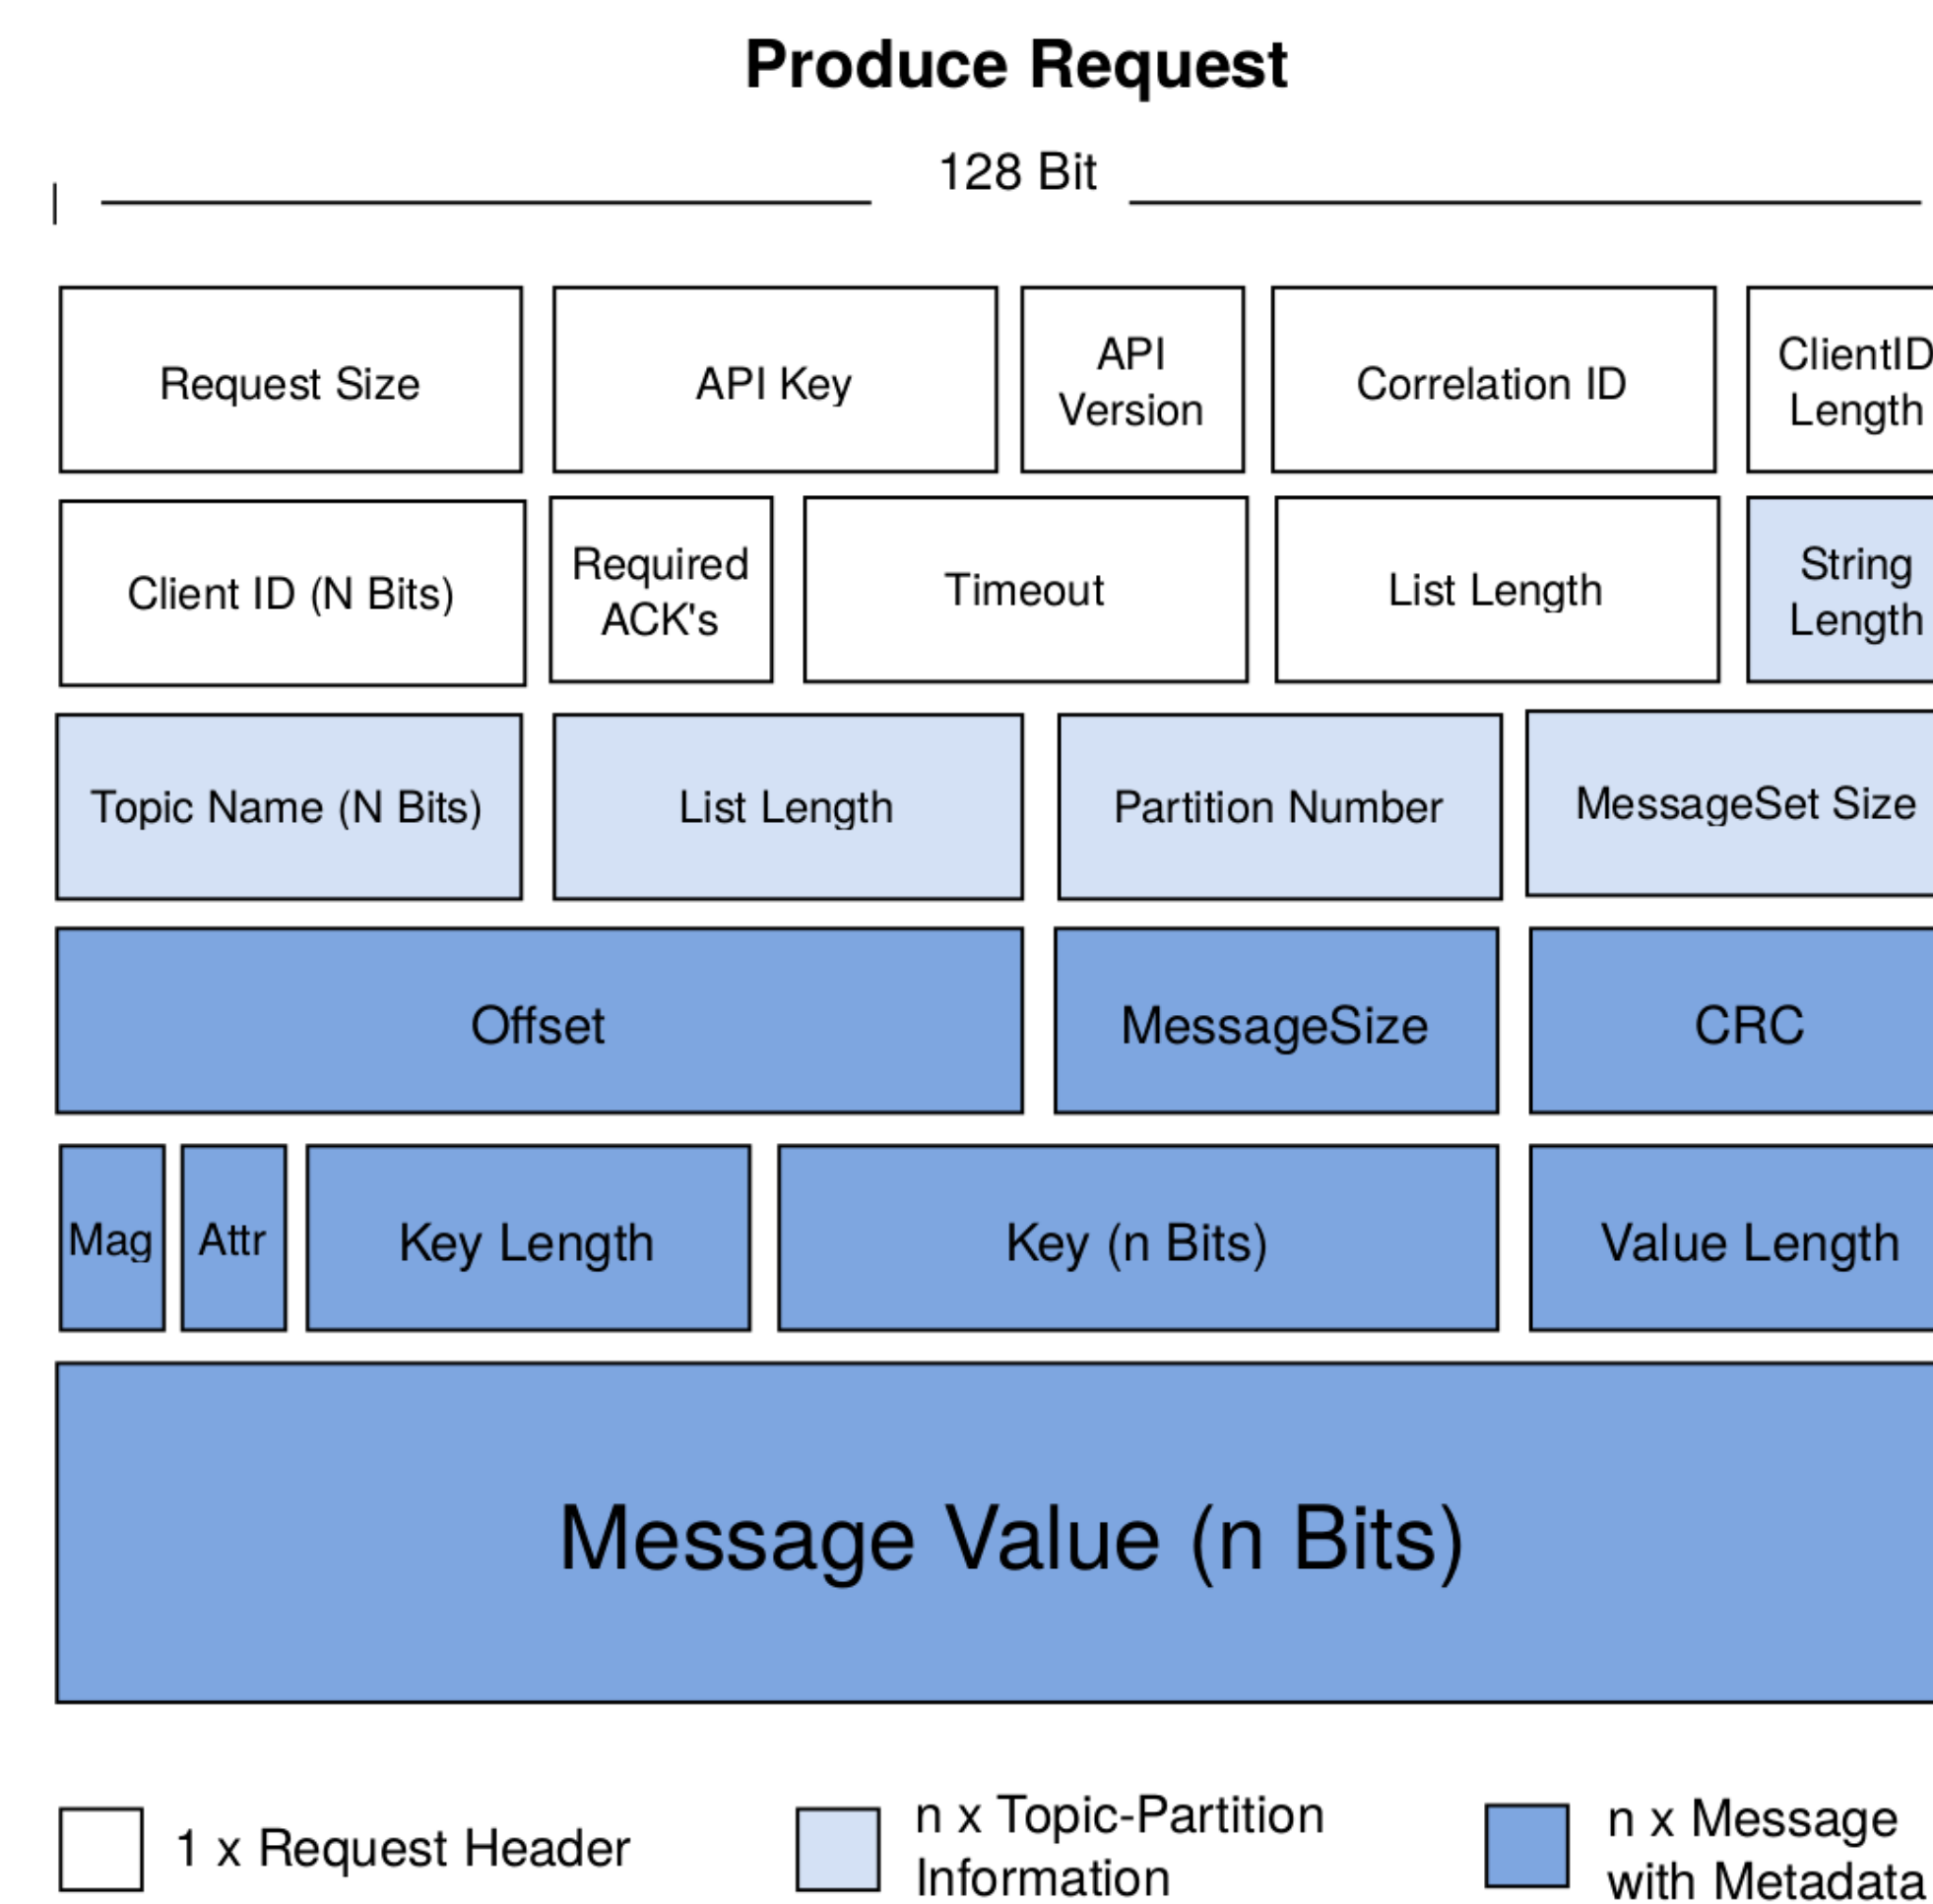 Produce Request
128 Bit
Request Size
API Key
API
Version
Correlation ID
ClientID
Length
Client ID (N Bits)
Required
ACK's
Timeout
List Length
String
Length
Topic Name (N Bits)
List Length
Partition Number
MessageSet Size
Offset
MessageSize
CRC
Mag
Attr
Key Length
Key (n Bits)
Value Length
Message Value (n Bits)
1 x Request Header
n x Topic-Partition
Information
n x Message
with Metadata